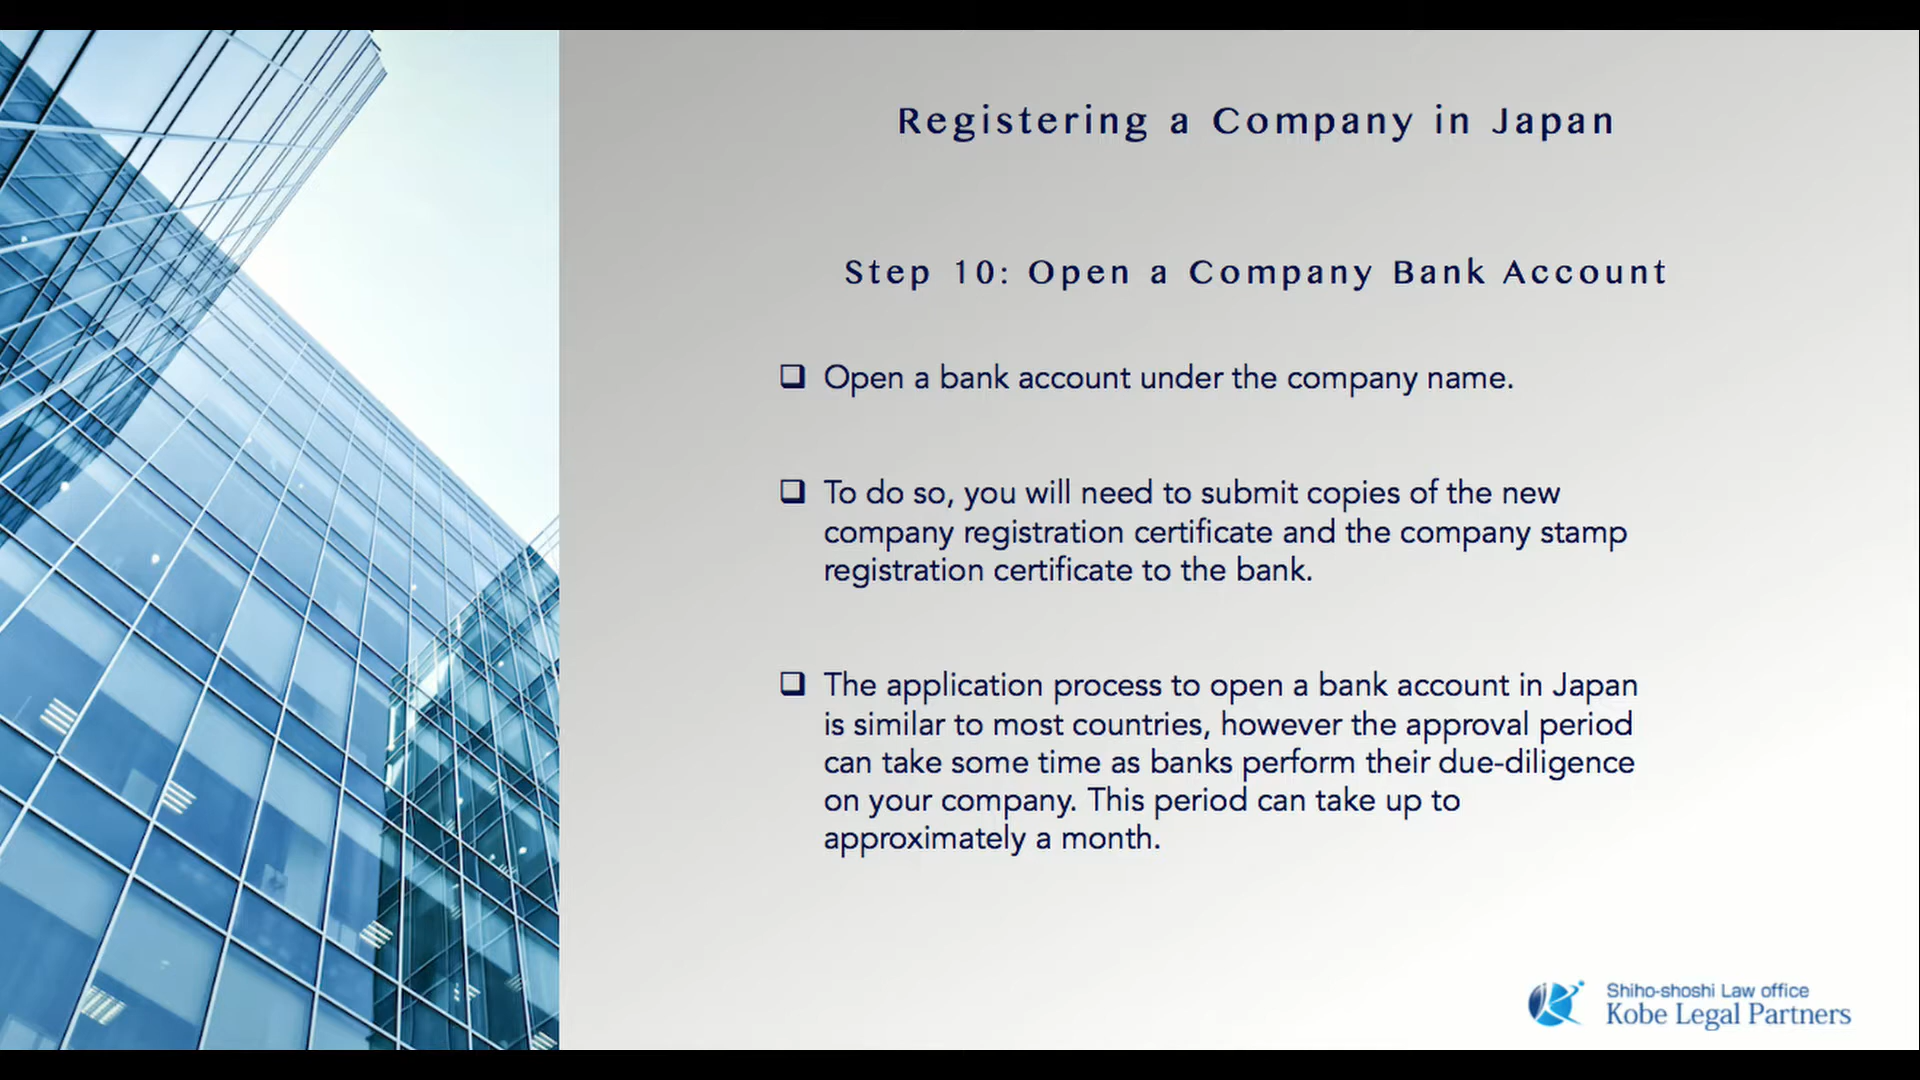 Registering a Company in Japan
Step 10: Open a Company Bank Account
❑ Open a bank account under the company name.
❑ To do so, you will need to submit copies of the new
company registration certificate and the company stamp
registration certificate to the bank.
❑ The application process to open a bank account in Japan
is similar to most countries, however the approval period
can take some time as banks perform their due-diligence
on your company. This period can take up to
approximately a month.
Shiho-shoshi Law office
Kobe Legal Partners